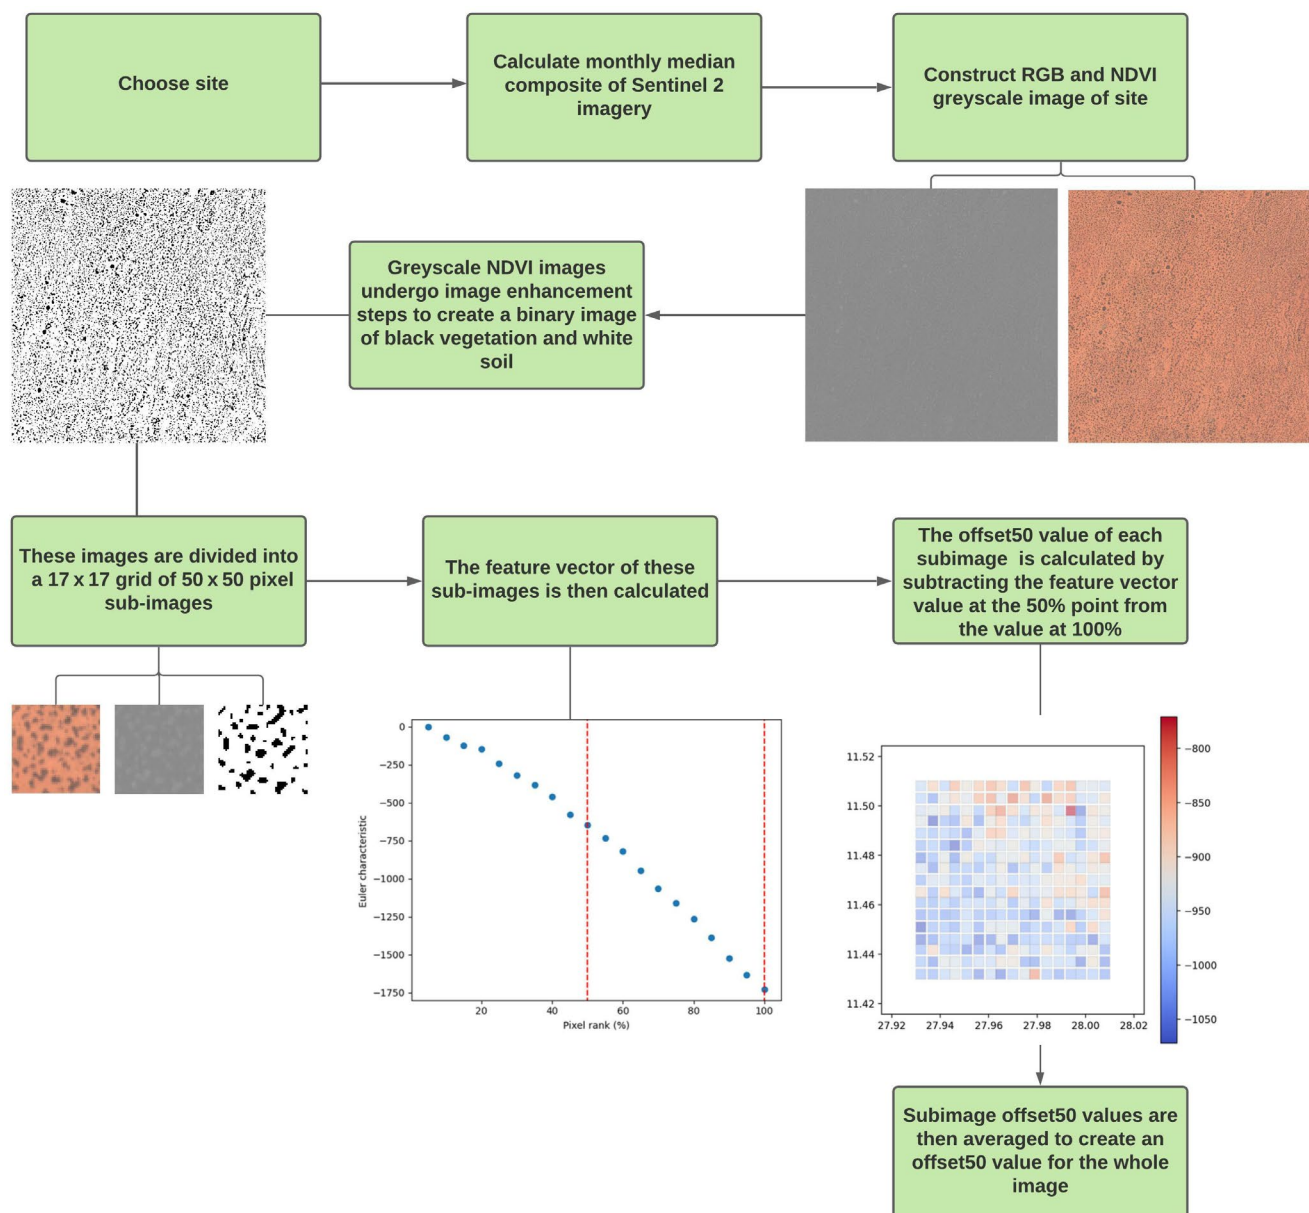 Choose site
Calculate monthly median
composite of Sentinel 2
imagery
Construct RGB and NDVI
greyscale image of site
Greyscale NDVI images
undergo image enhancement
steps to create a binary image
of black vegetation and white
soil
These images are divided into
a 17 x 17 grid of 50 x 50 pixel
sub-images
The feature vector of these
sub-images is then calculated
The offset50 value of each
subimage is calculated by
subtracting the feature vector
value at the 50% point from
the value at 100%
0
−250
−500
−750
−1000
−1250
−1500
−1750
Euler characteristic
20
40
60
80
100
Pixel rank (%)
11.52
11.50
11.48
11.46
11.44
11.42
27.92
27.94
27.96
27.98
28.00
28.02
−800
−850
−900
−950
−1000
−1050
Subimage offset50 values are
then averaged to create an
offset50 value for the whole
image